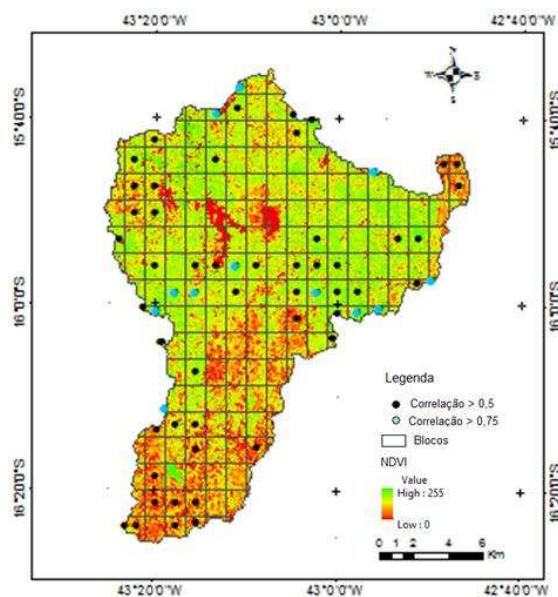 43°20'0"W 43°0'0"W 42°40'0"W
N
W E
S
15°40'0"S 15°40'0"S
16°0'0"S 16°0'0"S
16°20'0"S 16°20'0"S
Legenda
Correlação > 0,5
Correlação > 0,75
Blocos
NDVI
Value
High : 255
Low : 0
0 1 2 4 6
Km
43°20'0"W 43°0'0"W 42°40'0"W